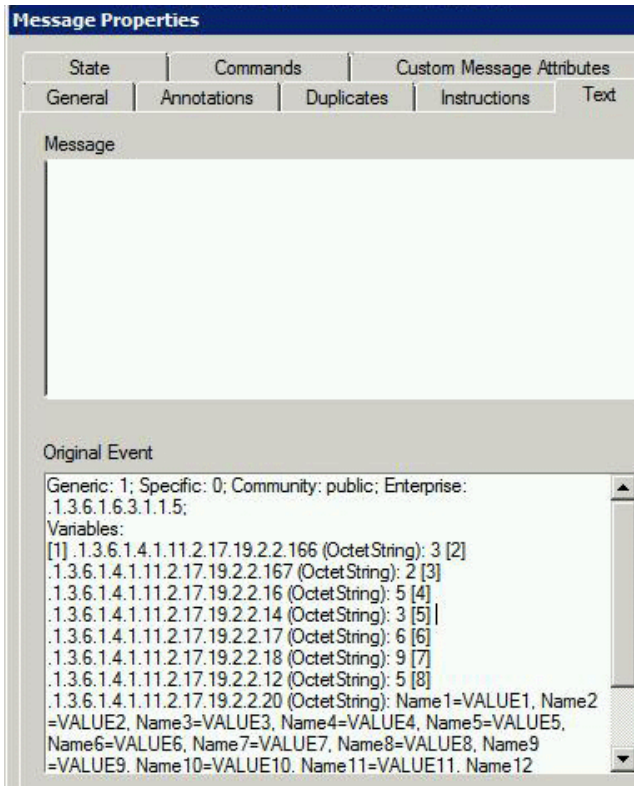 Message Properties
State Commands Custom Message Attributes
General Annotations Duplicates Instructions Text
Message
Original Event
Generic: 1; Specific: 0; Community: public; Enterprise:
.1.3.6.1.6.3.1.1.5;
Variables:
[1] .1.3.6.1.4.1.11.2.17.19.2.2.166 (OctetString): 3 [2]
.1.3.6.1.4.1.11.2.17.19.2.2.167 (OctetString): 2 [3]
.1.3.6.1.4.1.11.2.17.19.2.2.16 (OctetString): 5 [4]
.1.3.6.1.4.1.11.2.17.19.2.2.14 (OctetString): 3 [5]
.1.3.6.1.4.1.11.2.17.19.2.2.17 (OctetString): 6 [6]
.1.3.6.1.4.1.11.2.17.19.2.2.18 (OctetString): 9 [7]
.1.3.6.1.4.1.11.2.17.19.2.2.12 (OctetString): 5 [8]
.1.3.6.1.4.1.11.2.17.19.2.2.20 (OctetString): Name1=VALUE1, Name2
=VALUE2, Name3=VALUE3, Name4=VALUE4, Name5=VALUE5,
Name6=VALUE6, Name7=VALUE7, Name8=VALUE8, Name9
=VALUE9, Name10=VALUE10, Name11=VALUE11, Name12